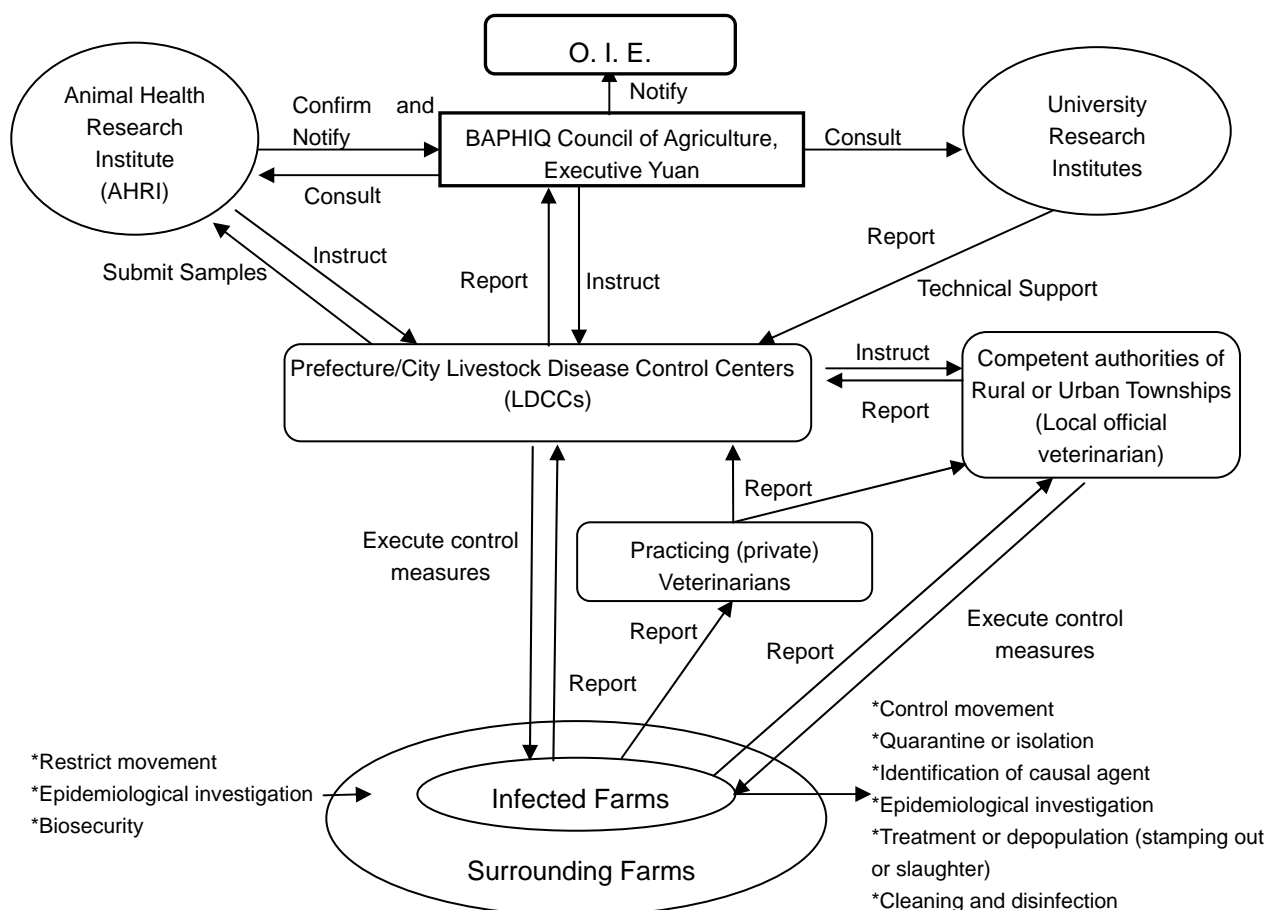 O. I. E.
Notify
Animal Health
Research
Institute
(AHRI)
Confirm and
Notify
BAPHIQ Council of Agriculture,
Executive Yuan
Consult
University
Research
Institutes
Consult
Submit Samples
Instruct
Report
Instruct
Report
Technical Support
Prefecture/City Livestock Disease Control Centers
(LDCCs)
Instruct
Report
Competent authorities of
Rural or Urban Townships
(Local official
veterinarian)
Report
Execute control
measures
Practicing (private)
Veterinarians
Report
Report
Report
Execute control
measures
*Restrict movement
*Epidemiological investigation
*Biosecurity
Infected Farms
Surrounding Farms
*Control movement
*Quarantine or isolation
*Identification of causal agent
*Epidemiological investigation
*Treatment or depopulation (stamping out
or slaughter)
*Cleaning and disinfection